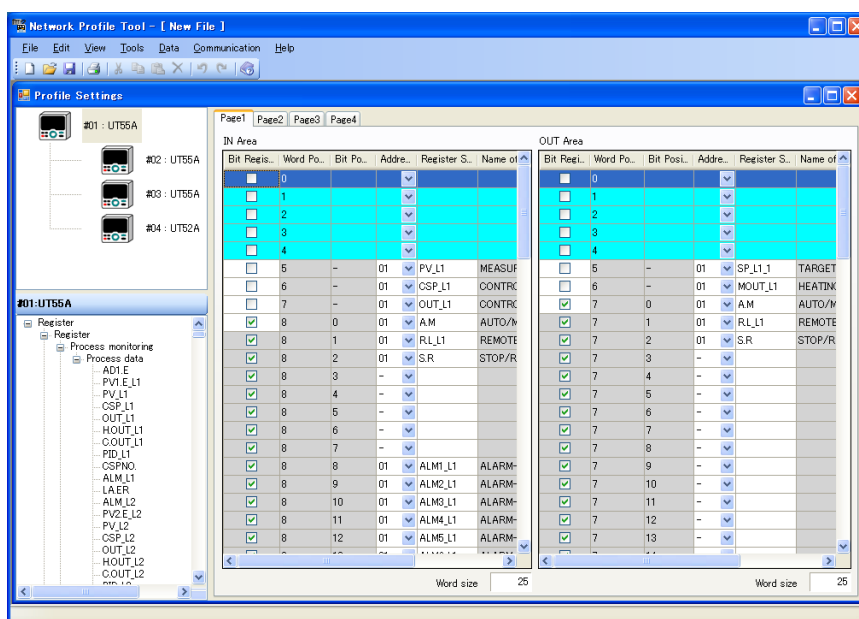 Network Profile Tool - [ New File ]
File Edit View Tools Data Communication Help
Profile Settings
#01 : UT55A
#02 : UT55A
#03 : UT55A
#04 : UT52A
#01:UT55A
Register
Register
Process monitoring
Process data
AD1.E
PV1.E_L1
PV_L1
CSP_L1
OUT_L1
H.OUT_L1
C.OUT_L1
PID_L1
CSPNO.
ALM_L1
LA.ER
ALM_L2
PV2.E_L2
PV_L2
CSP_L2
OUT_L2
H.OUT_L2
C.OUT_L2
Page1 Page2 Page3 Page4
IN Area
Bit Regis... Word Po... Bit Po... Addre... Register S... Name of
0
1
2
3
4
5 - 01 PV_L1 MEASUR
6 - 01 CSP_L1 CONTRO
7 - 01 OUT_L1 CONTRO
8 0 01 A.M AUTO/M
8 1 01 R.L_L1 REMOTE
8 2 01 S.R STOP/R
8 3 -
8 4 -
8 5 -
8 6 -
8 7 -
8 8 01 ALM1_L1 ALARM-
8 9 01 ALM2_L1 ALARM-
8 10 01 ALM3_L1 ALARM-
8 11 01 ALM4_L1 ALARM-
8 12 01 ALM5_L1 ALARM-
Word size 25
OUT Area
Bit Regi... Word Po... Bit Posi... Addre... Register S... Name of
0
1
2
3
4
5 - 01 SP_L1_1 TARGET
6 - 01 MOUT_L1 HEATING
7 0 01 A.M AUTO/M
7 1 01 R.L_L1 REMOTE
7 2 01 S.R STOP/R
7 3 -
7 4 -
7 5 -
7 6 -
7 7 -
7 8 -
7 9 -
7 10 -
7 11 -
7 12 -
7 13 -
Word size 25